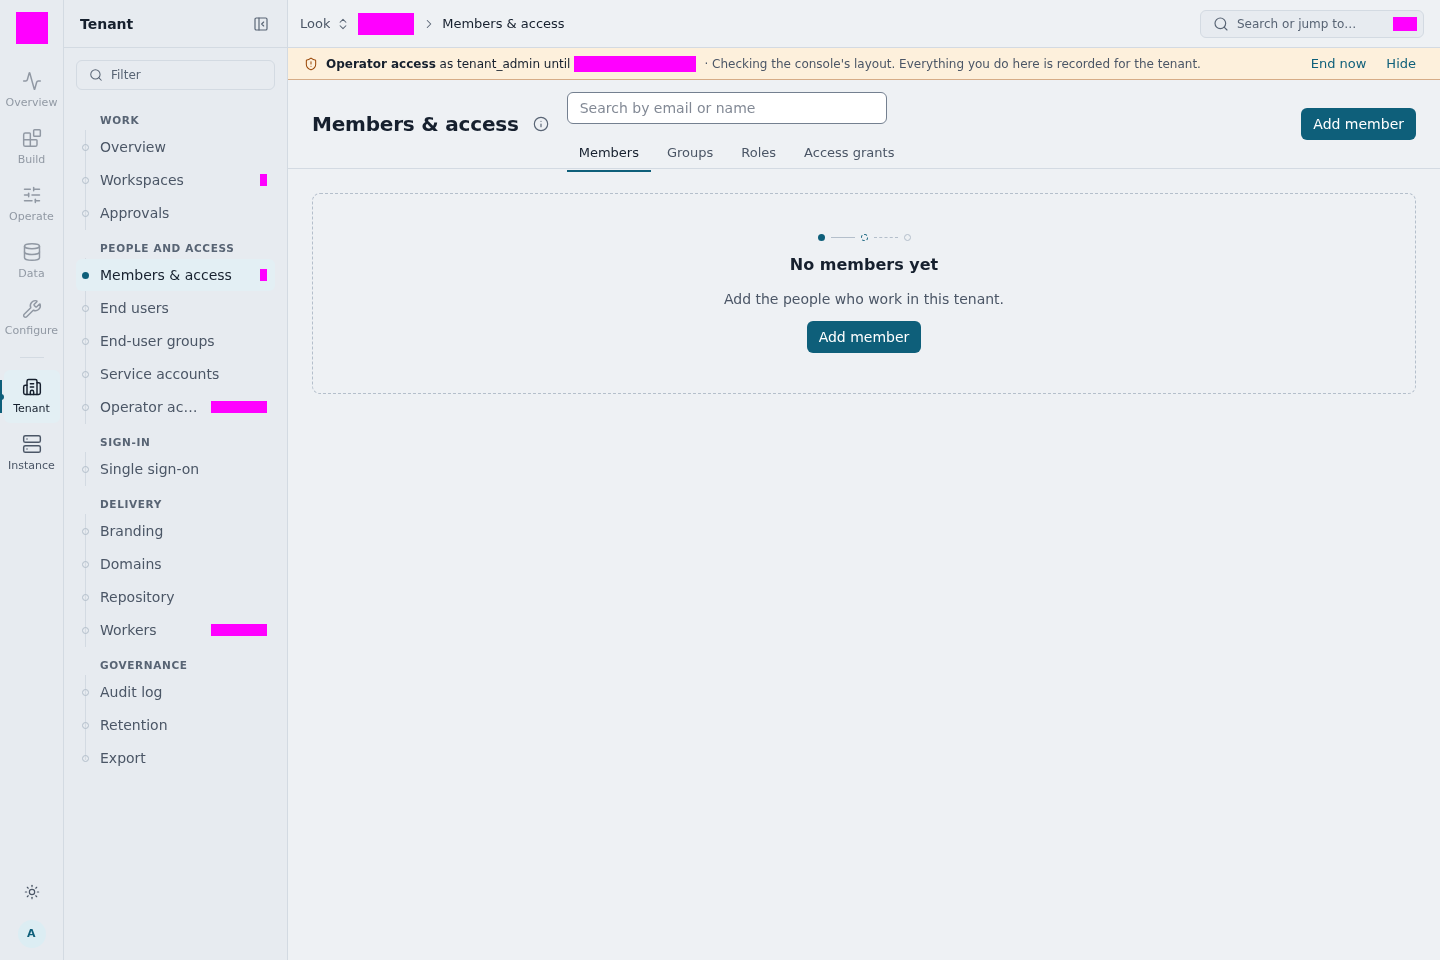 Tenant
Look
Members & access
Search or jump to…
Operator access as tenant_admin until
· Checking the console's layout. Everything you do here is recorded for the tenant.
End now
Hide
Overview
Build
Operate
Data
Configure
Tenant
Instance
A
Filter
WORK
Overview
Workspaces
Approvals
PEOPLE AND ACCESS
Members & access
End users
End-user groups
Service accounts
Operator ac…
SIGN-IN
Single sign-on
DELIVERY
Branding
Domains
Repository
Workers
GOVERNANCE
Audit log
Retention
Export
Members & access
Search by email or name
Add member
Members
Groups
Roles
Access grants
No members yet
Add the people who work in this tenant.
Add member